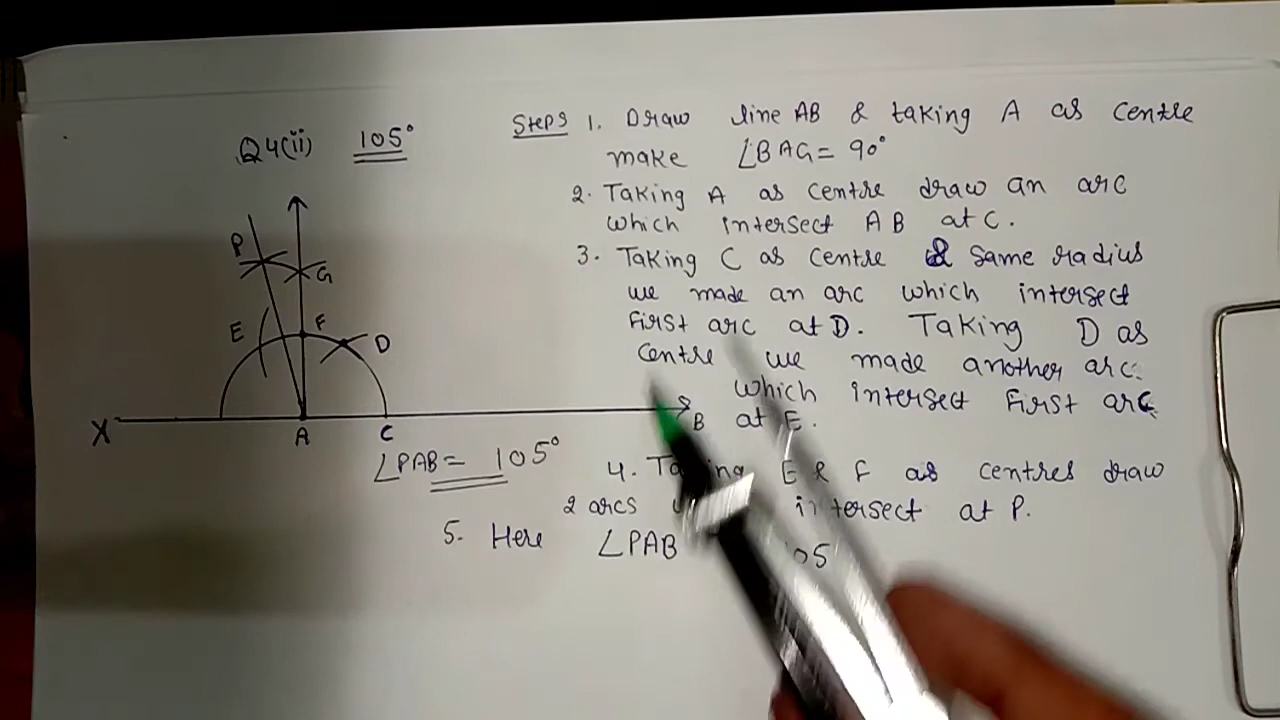 Q4(ii) 105°
P
G
E
F
D
X
A
C
B
∠PAB = 105°
Steps 1. Draw line AB & taking A as centre
make ∠BAG = 90°
2. Taking A as centre draw an arc
which intersect AB at C.
3. Taking C as centre & same radius
we made an arc which intersect
first arc at D. Taking D as
centre we made another arc.
which intersect first arc
at E.
4. Taking E & F as centres draw
2 arcs intersect at P.
5. Here ∠PAB 105